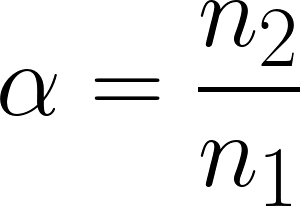 α = n₂/n₁